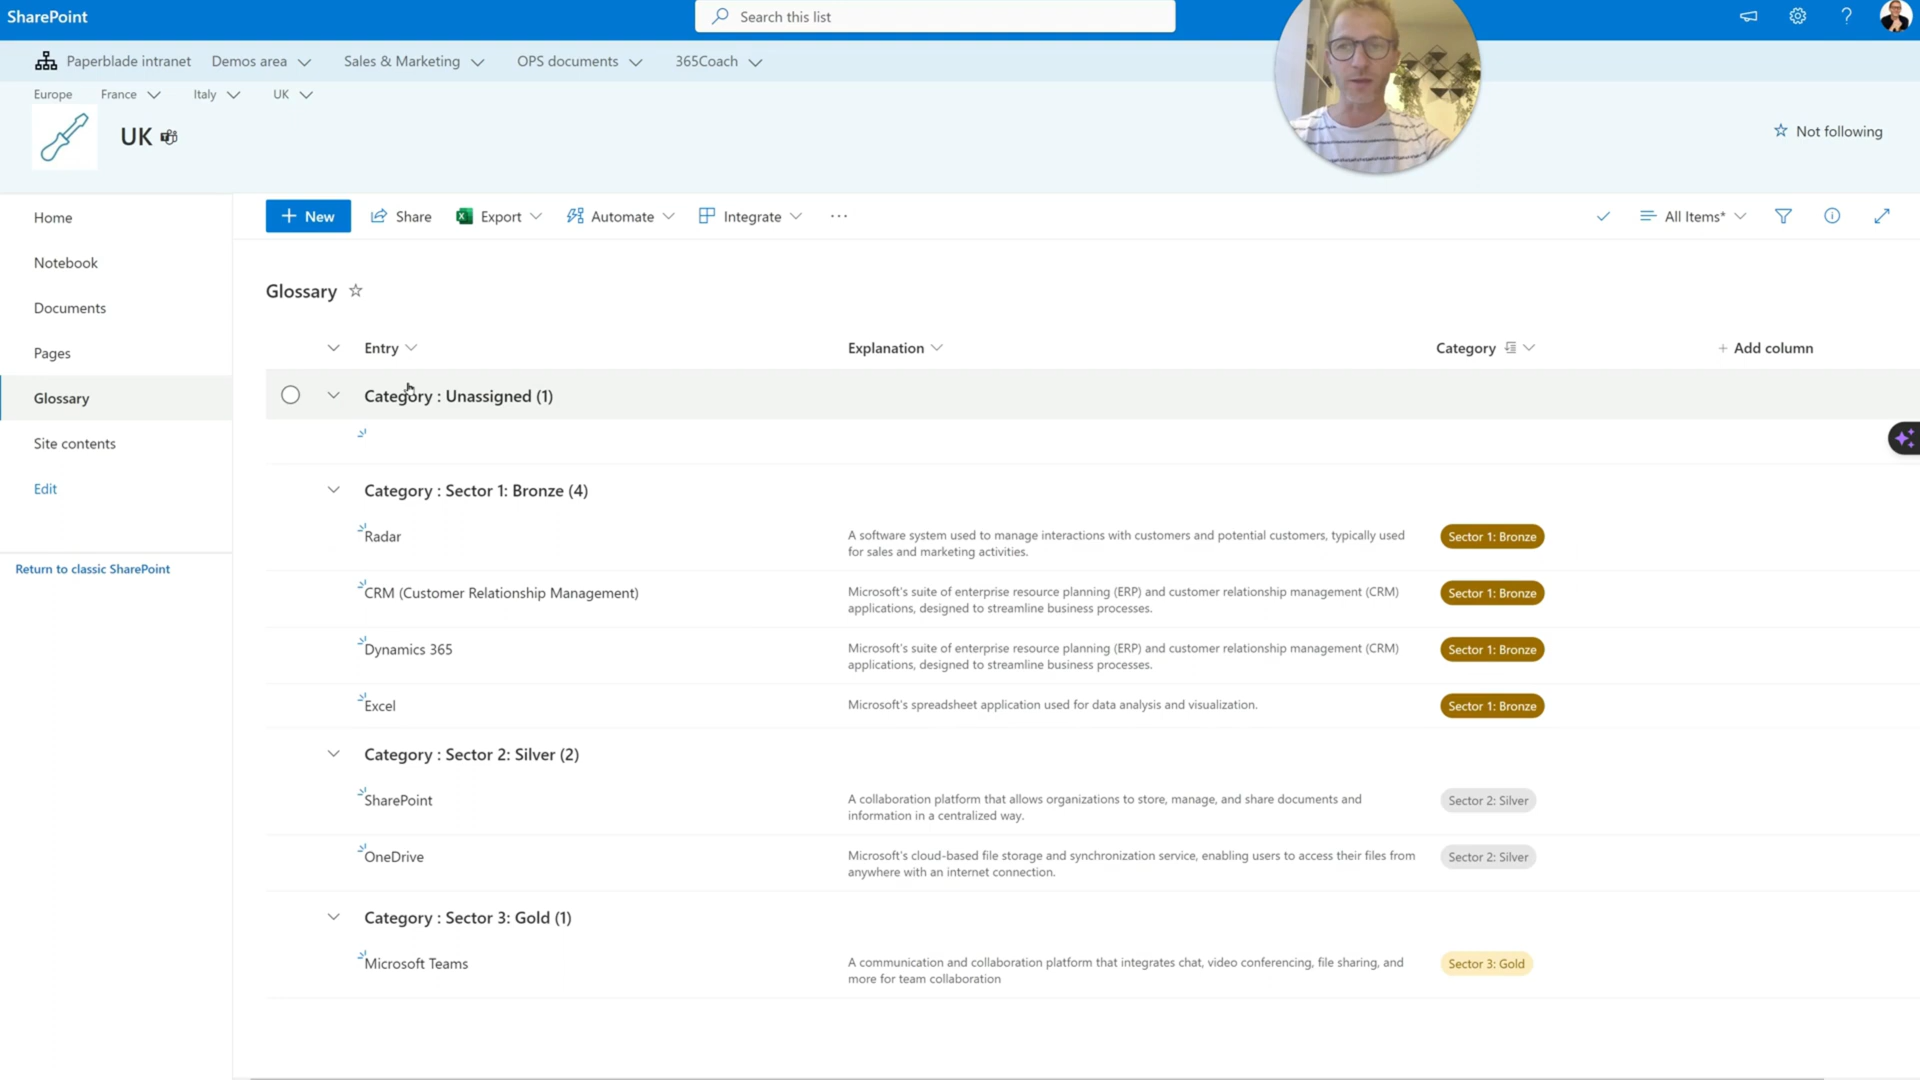 SharePoint
Search this list
Paperblade intranet
Demos area
Sales & Marketing
OPS documents
365Coach
Europe
France
Italy
UK
UK
Not following
Home
Notebook
Documents
Pages
Glossary
Site contents
Edit
Return to classic SharePoint
+ New
Share
Export
Automate
Integrate
···
All Items*
Glossary
Entry
Explanation
Category
+ Add column
Category : Unassigned (1)
Category : Sector 1: Bronze (4)
Radar
A software system used to manage interactions with customers and potential customers, typically used
for sales and marketing activities.
Sector 1: Bronze
CRM (Customer Relationship Management)
Microsoft's suite of enterprise resource planning (ERP) and customer relationship management (CRM)
applications, designed to streamline business processes.
Sector 1: Bronze
Dynamics 365
Microsoft's suite of enterprise resource planning (ERP) and customer relationship management (CRM)
applications, designed to streamline business processes.
Sector 1: Bronze
Excel
Microsoft's spreadsheet application used for data analysis and visualization.
Sector 1: Bronze
Category : Sector 2: Silver (2)
SharePoint
A collaboration platform that allows organizations to store, manage, and share documents and
information in a centralized way.
Sector 2: Silver
OneDrive
Microsoft's cloud-based file storage and synchronization service, enabling users to access their files from
anywhere with an internet connection.
Sector 2: Silver
Category : Sector 3: Gold (1)
Microsoft Teams
A communication and collaboration platform that integrates chat, video conferencing, file sharing, and
more for team collaboration
Sector 3: Gold